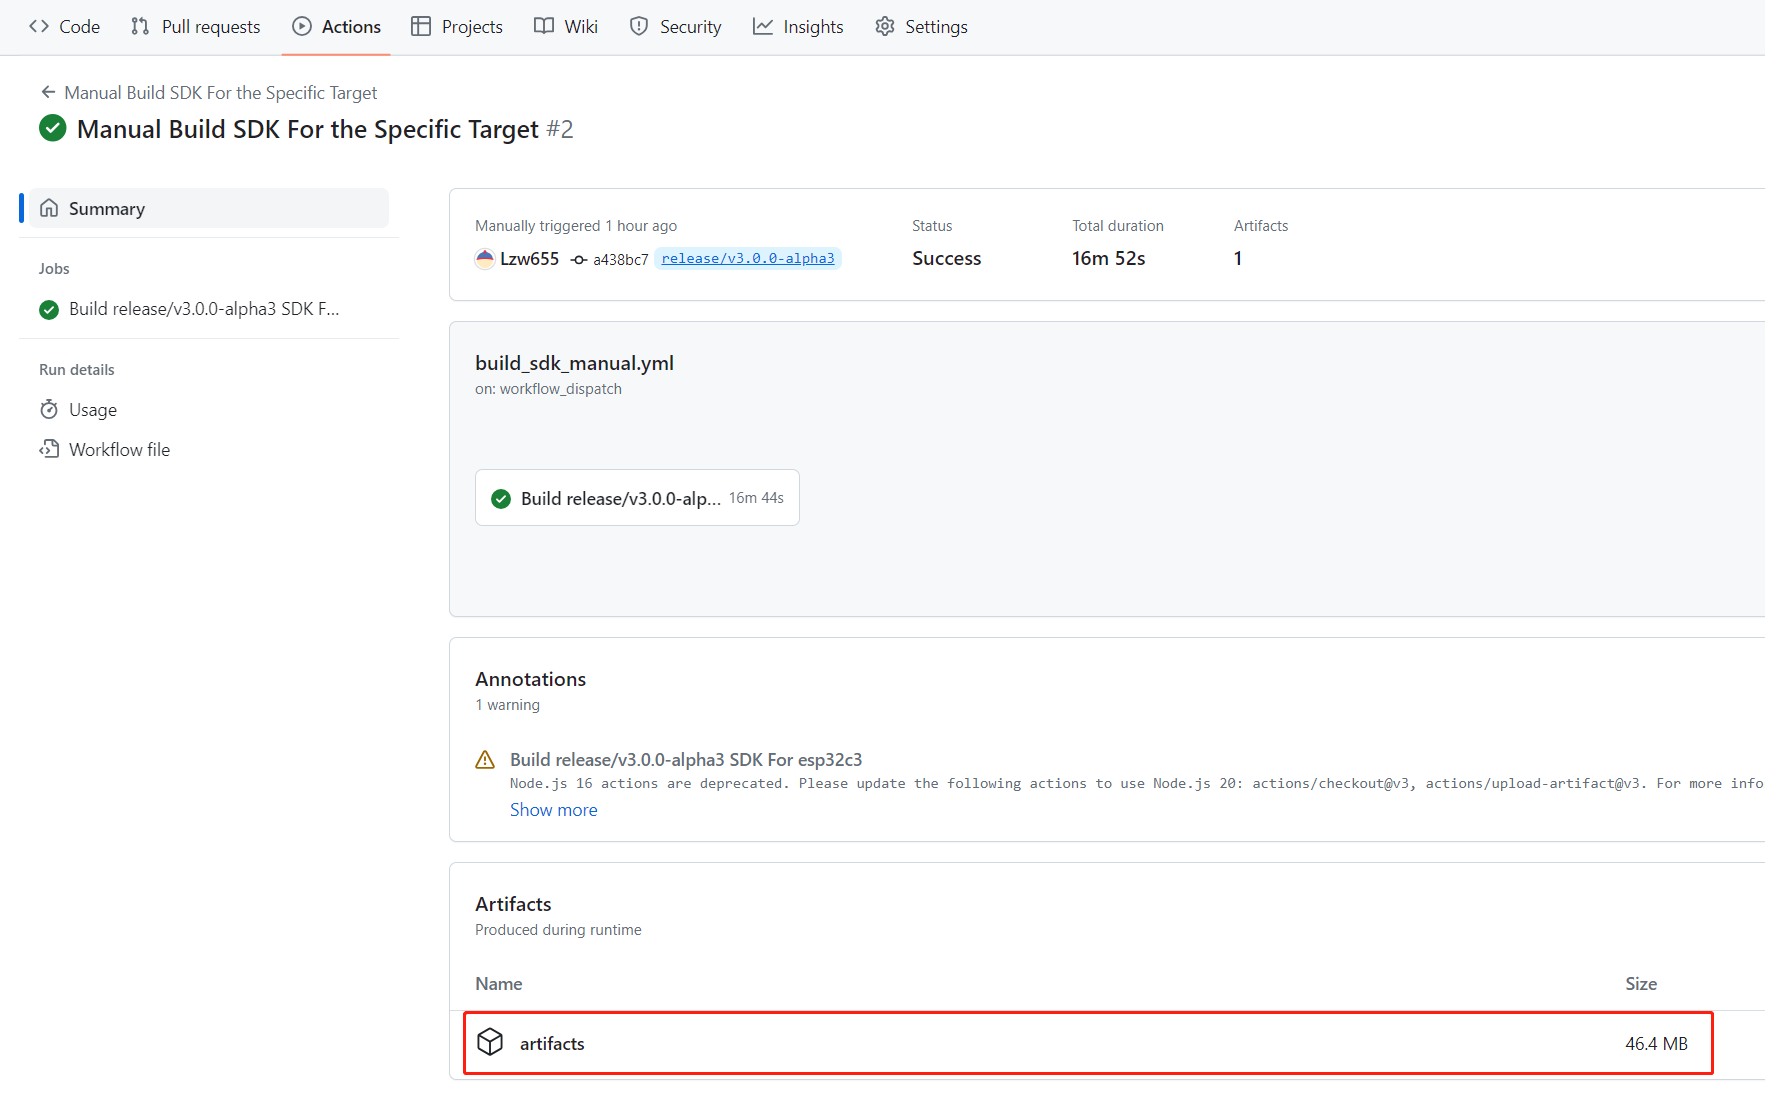 Code Pull requests Actions Projects Wiki Security Insights Settings
Manual Build SDK For the Specific Target
Manual Build SDK For the Specific Target #2
Summary
Jobs
Build release/v3.0.0-alpha3 SDK F...
Run details
Usage
Workflow file
Manually triggered 1 hour ago
Lzw655 a438bc7 release/v3.0.0-alpha3
Status
Success
Total duration
16m 52s
Artifacts
1
build_sdk_manual.yml
on: workflow_dispatch
Build release/v3.0.0-alp... 16m 44s
Annotations
1 warning
Build release/v3.0.0-alpha3 SDK For esp32c3
Node.js 16 actions are deprecated. Please update the following actions to use Node.js 20: actions/checkout@v3, actions/upload-artifact@v3. For more info
Show more
Artifacts
Produced during runtime
Name Size
artifacts 46.4 MB